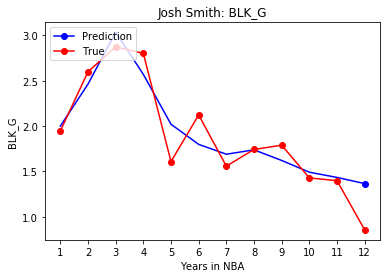 Josh Smith: BLK_G
Prediction
True
3.0
2.5
2.0
1.5
1.0
BLK_G
1 2 3 4 5 6 7 8 9 10 11 12
Years in NBA